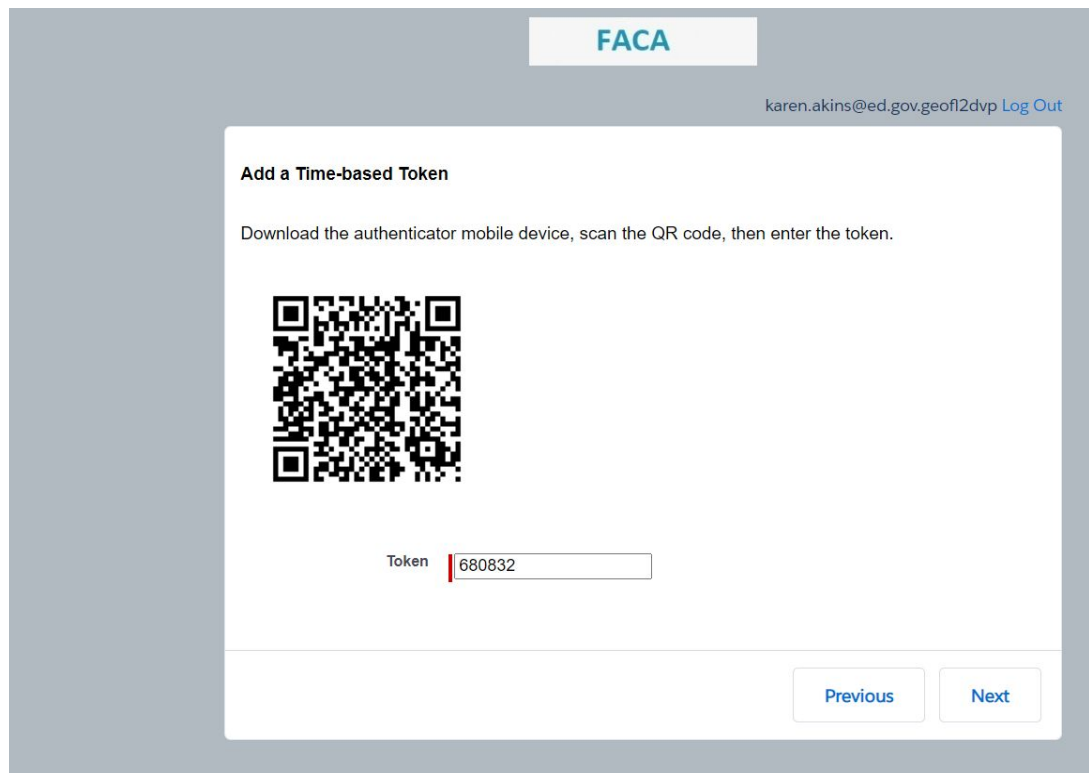 FACA
karen.akins@ed.gov.geofl2dvp Log Out
Add a Time-based Token
Download the authenticator mobile device, scan the QR code, then enter the token.
Token 680832
Previous Next